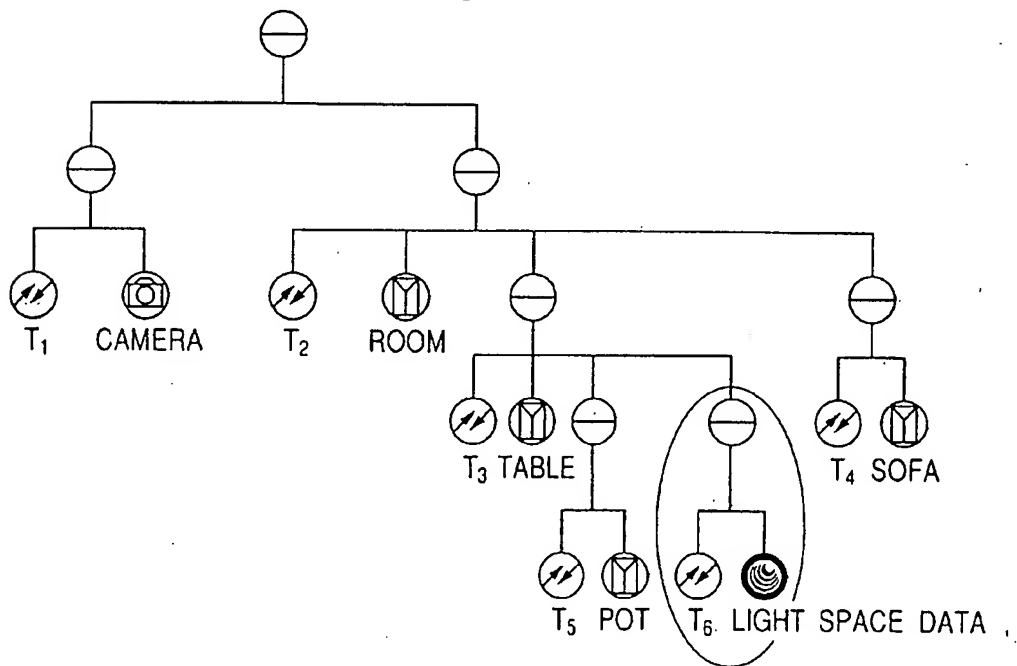 T₁ CAMERA T₂ ROOM
T₃ TABLE T₄ SOFA
T₅ POT T₆ LIGHT SPACE DATA